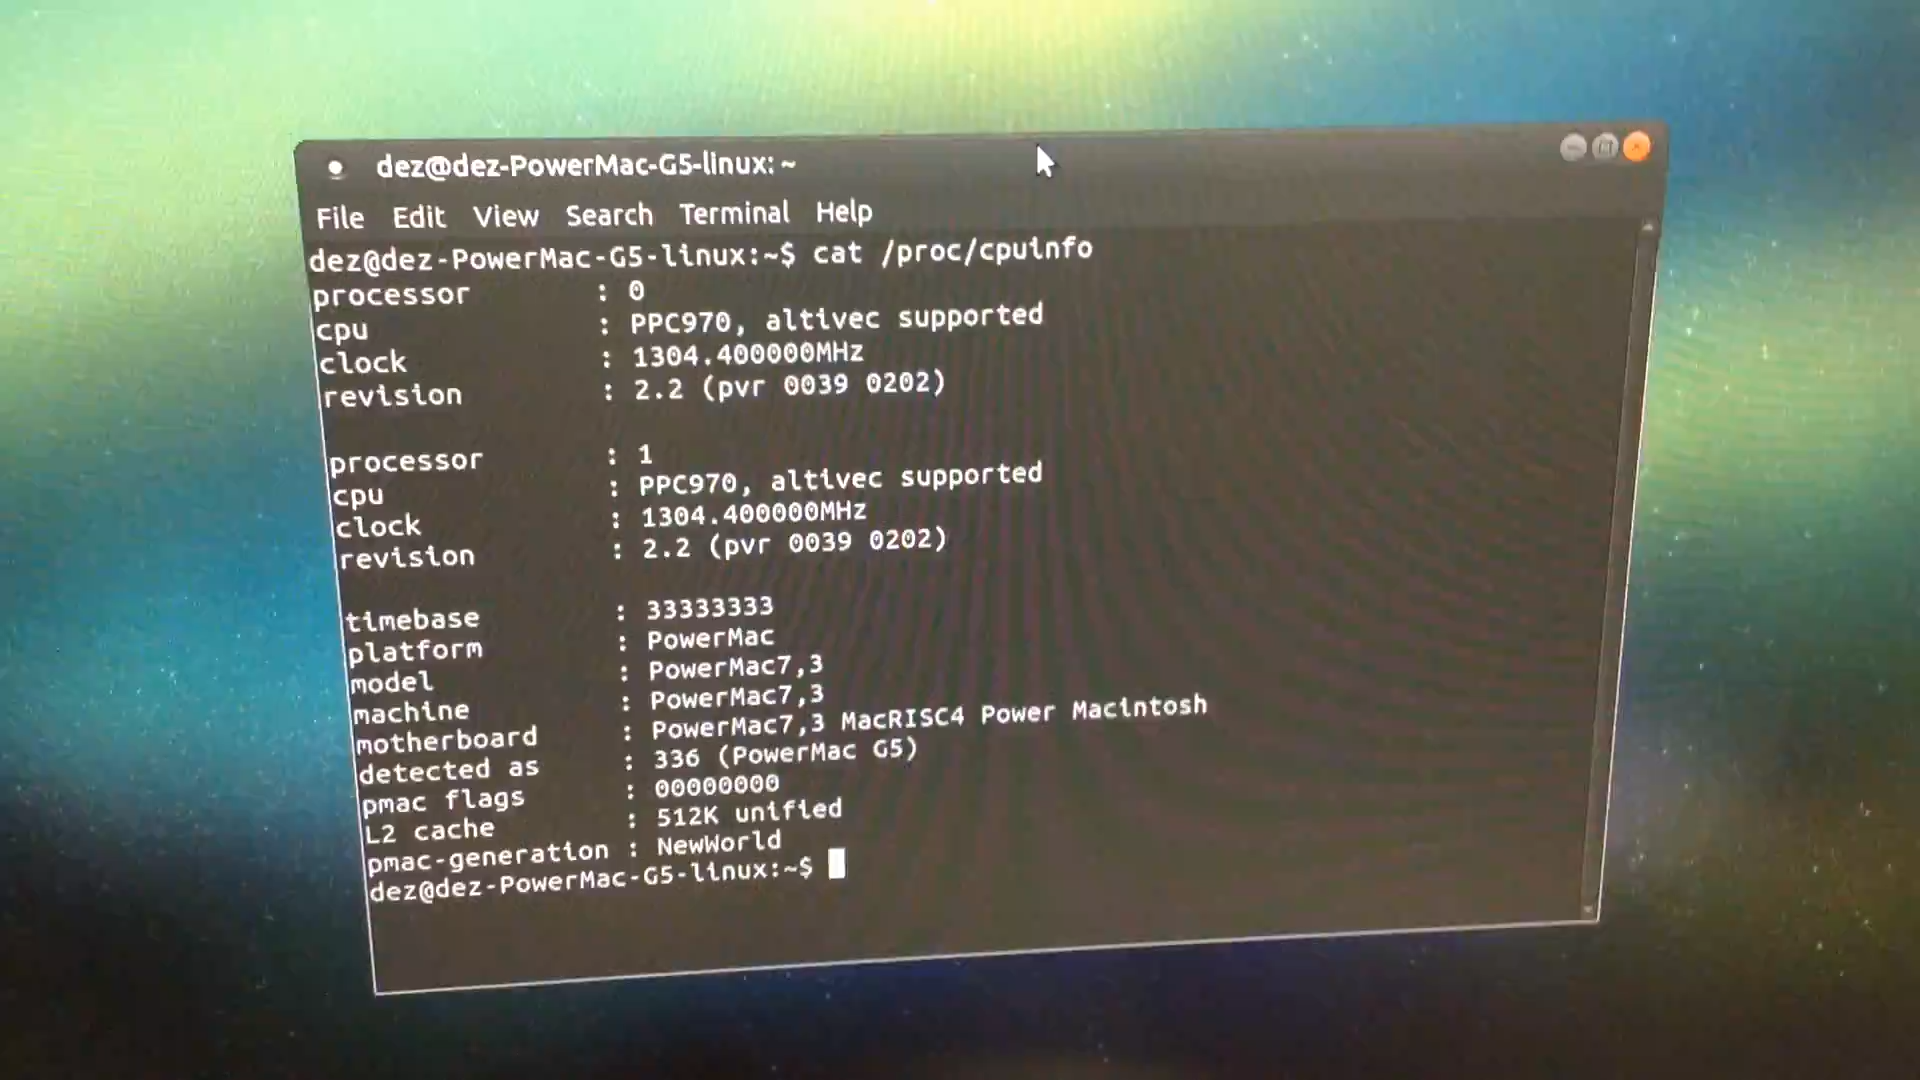 dez@dez-PowerMac-G5-linux: ~
File Edit View Search Terminal Help
dez@dez-PowerMac-G5-linux:~$ cat /proc/cpuinfo
processor : 0
cpu : PPC970, altivec supported
clock : 1304.400000MHz
revision : 2.2 (pvr 0039 0202)
processor : 1
cpu : PPC970, altivec supported
clock : 1304.400000MHz
revision : 2.2 (pvr 0039 0202)
timebase : 33333333
platform : PowerMac
model : PowerMac7,3
machine : PowerMac7,3
motherboard : PowerMac7,3 MacRISC4 Power Macintosh
detected as : 336 (PowerMac G5)
pmac flags : 00000000
L2 cache : 512K unified
pmac-generation : NewWorld
dez@dez-PowerMac-G5-linux:~$